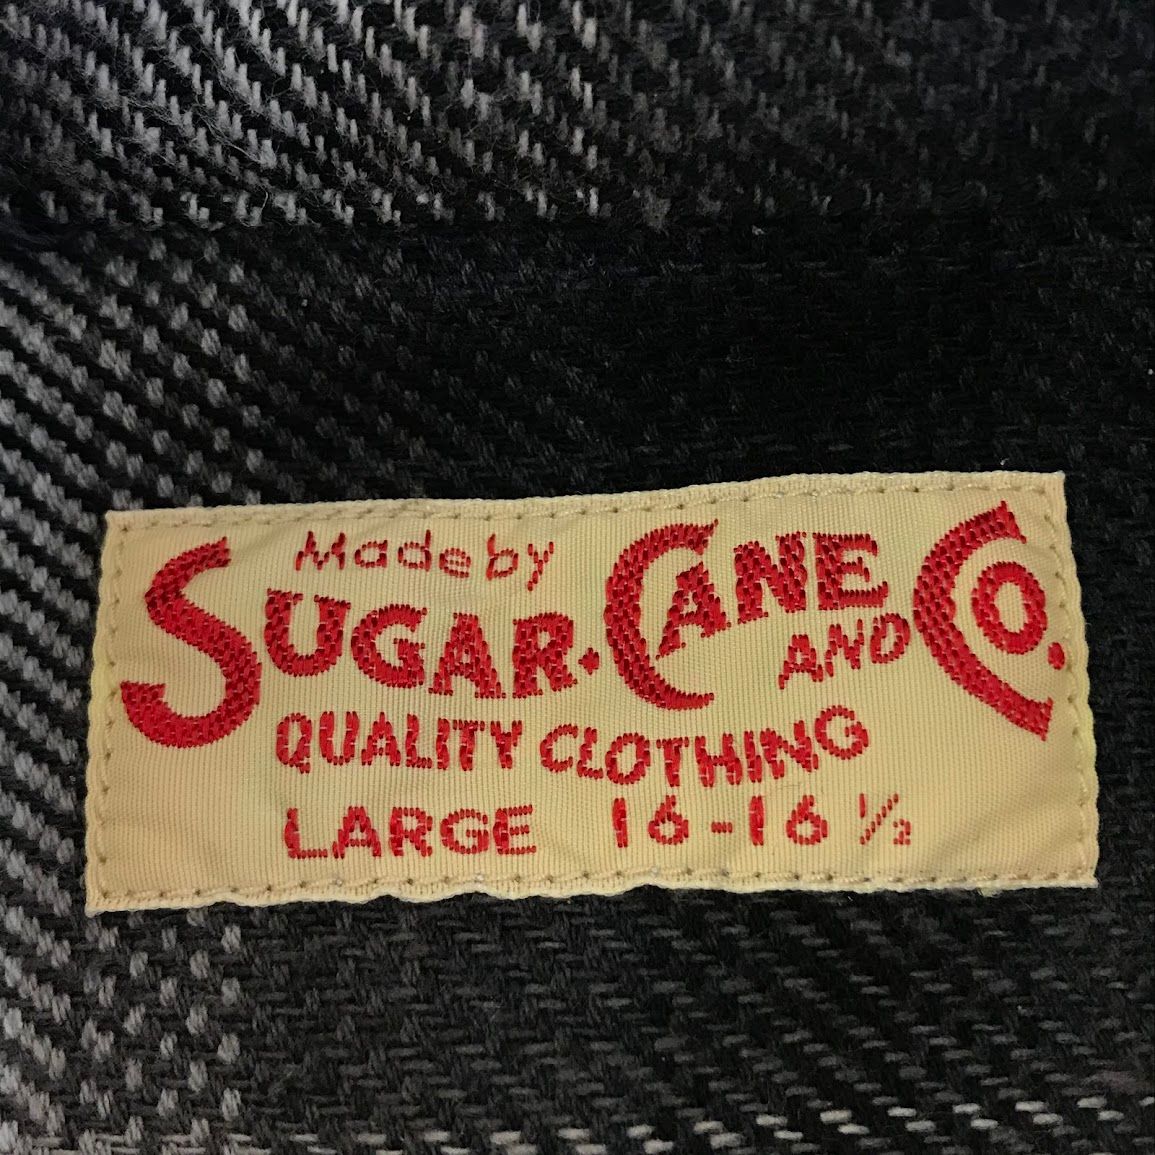 Made by
SUGAR·CANE AND CO.
QUALITY CLOTHING
LARGE 16-16 1/2